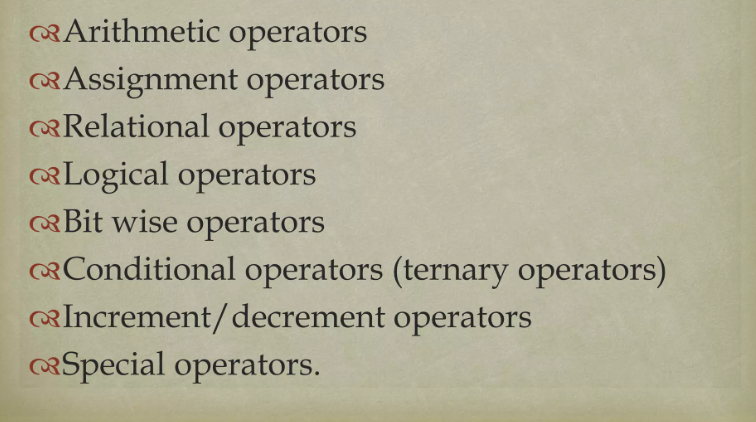 Arithmetic operators
Assignment operators
Relational operators
Logical operators
Bit wise operators
Conditional operators (ternary operators)
Increment/decrement operators
Special operators.